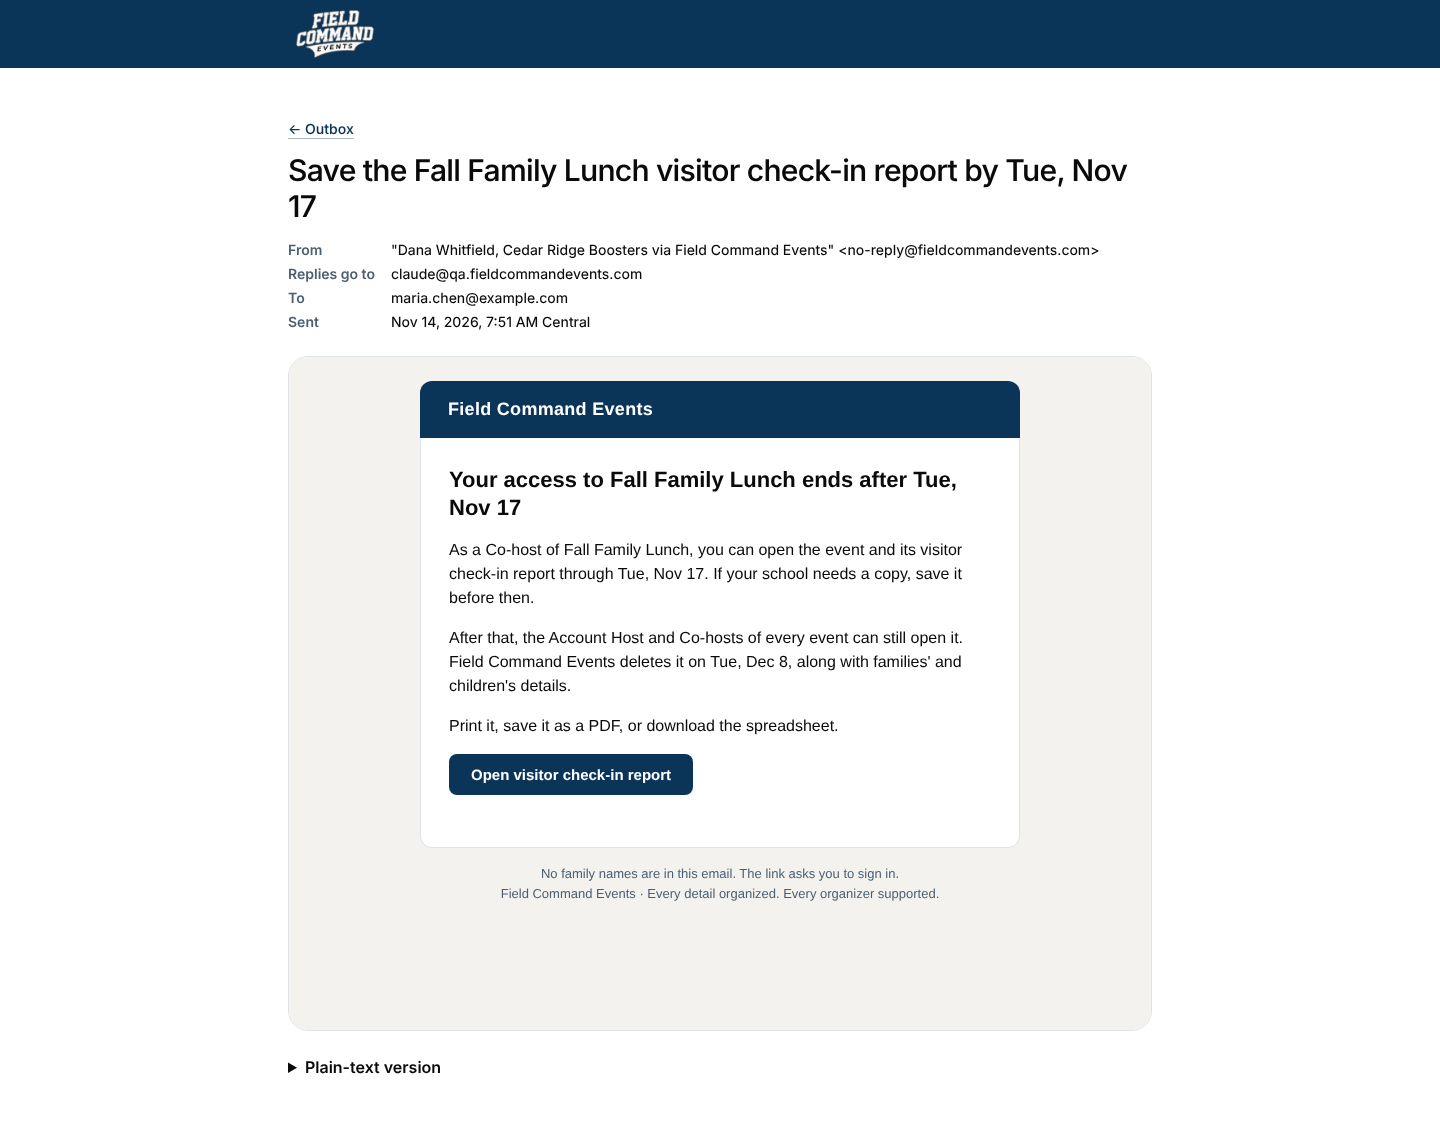 FIELD
COMMAND
EVENTS
← Outbox
Save the Fall Family Lunch visitor check-in report by Tue, Nov
17
From "Dana Whitfield, Cedar Ridge Boosters via Field Command Events" <no-reply@fieldcommandevents.com>
Replies go to claude@qa.fieldcommandevents.com
To maria.chen@example.com
Sent Nov 14, 2026, 7:51 AM Central
Field Command Events
Your access to Fall Family Lunch ends after Tue,
Nov 17
As a Co-host of Fall Family Lunch, you can open the event and its visitor
check-in report through Tue, Nov 17. If your school needs a copy, save it
before then.
After that, the Account Host and Co-hosts of every event can still open it.
Field Command Events deletes it on Tue, Dec 8, along with families' and
children's details.
Print it, save it as a PDF, or download the spreadsheet.
Open visitor check-in report
No family names are in this email. The link asks you to sign in.
Field Command Events · Every detail organized. Every organizer supported.
Plain-text version